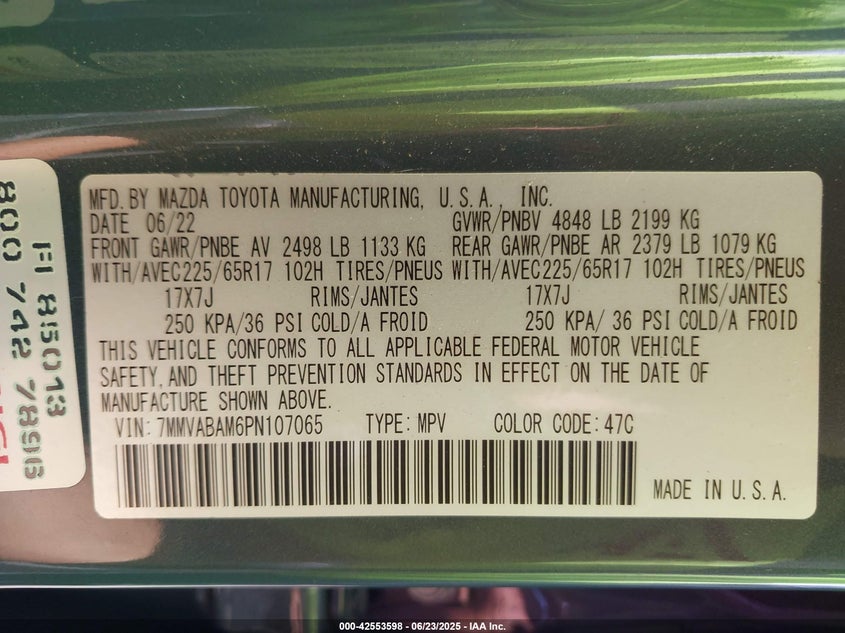 MFD. BY MAZDA TOYOTA MANUFACTURING, U.S.A., INC.
DATE 06/22 GVWR/PNBV 4848 LB 2199 KG
FRONT GAWR/PNBE AV 2498 LB 1133 KG REAR GAWR/PNBE AR 2379 LB 1079 KG
WITH/AVEC225/65R17 102H TIRES/PNEUS WITH/AVEC225/65R17 102H TIRES/PNEUS
17X7J RIMS/JANTES 17X7J RIMS/JANTES
250 KPA/36 PSI COLD/A FROID 250 KPA/ 36 PSI COLD/A FROID
THIS VEHICLE CONFORMS TO ALL APPLICABLE FEDERAL MOTOR VEHICLE
SAFETY, AND THEFT PREVENTION STANDARDS IN EFFECT ON THE DATE OF
MANUFACTURE SHOWN ABOVE.
VIN: 7MMVABAM6PN107065 TYPE: MPV COLOR CODE: 47C
MADE IN U.S.A.
85013
800 742 7896
000-42553598 - 06/23/2025 - IAA Inc.